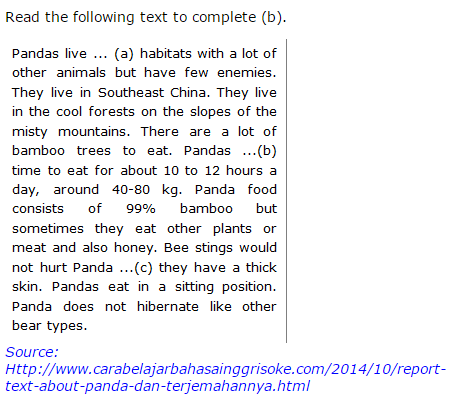 Read the following text to complete (b).
Pandas live ... (a) habitats with a lot of
other animals but have few enemies.
They live in Southeast China. They live
in the cool forests on the slopes of the
misty mountains. There are a lot of
bamboo trees to eat. Pandas ...(b)
time to eat for about 10 to 12 hours a
day, around 40-80 kg. Panda food
consists of 99% bamboo but
sometimes they eat other plants or
meat and also honey. Bee stings would
not hurt Panda ...(c) they have a thick
skin. Pandas eat in a sitting position.
Panda does not hibernate like other
bear types.
Source:
Http://www.carabelajarbahasainggrisoke.com/2014/10/report-
text-about-panda-dan-terjemahannya.html